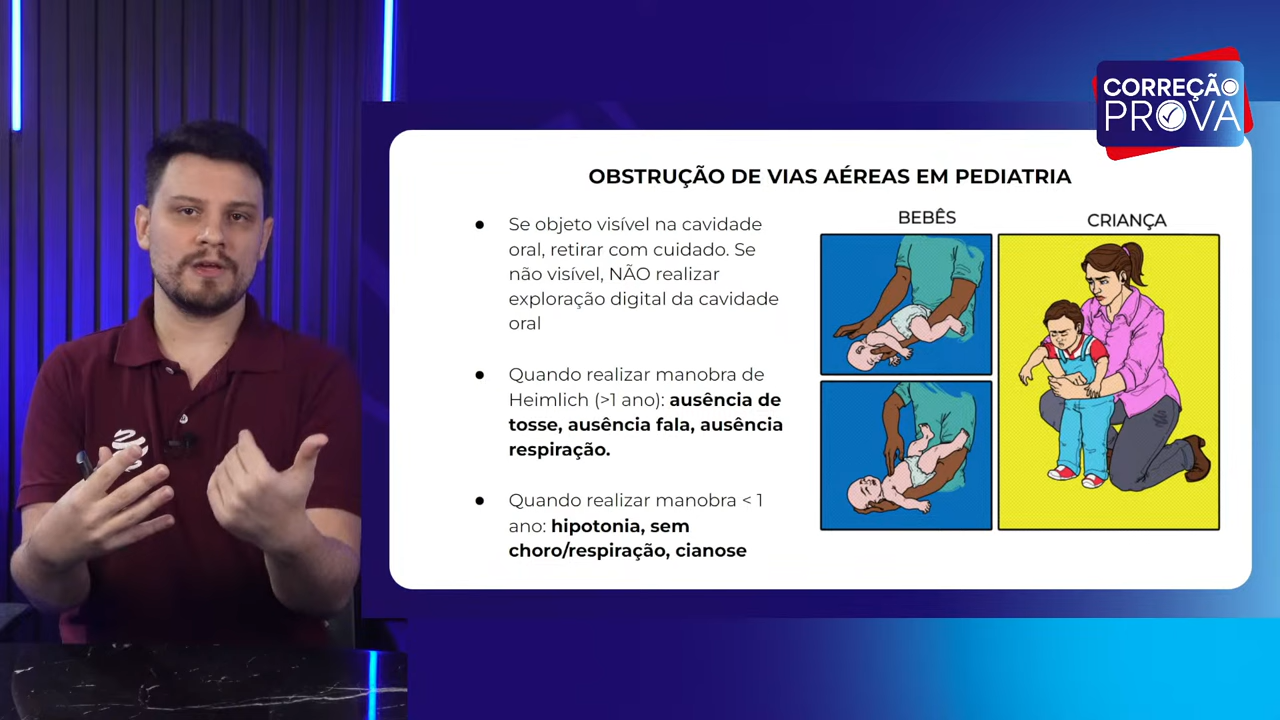 CORREÇÃO
PROVA
OBSTRUÇÃO DE VIAS AÉREAS EM PEDIATRIA
● Se objeto visível na cavidade
oral, retirar com cuidado. Se
não visível, NÃO realizar
exploração digital da cavidade
oral
● Quando realizar manobra de
Heimlich (>1 ano): ausência de
tosse, ausência fala, ausência
respiração.
● Quando realizar manobra < 1
ano: hipotonia, sem
choro/respiração, cianose
BEBÊS
CRIANÇA